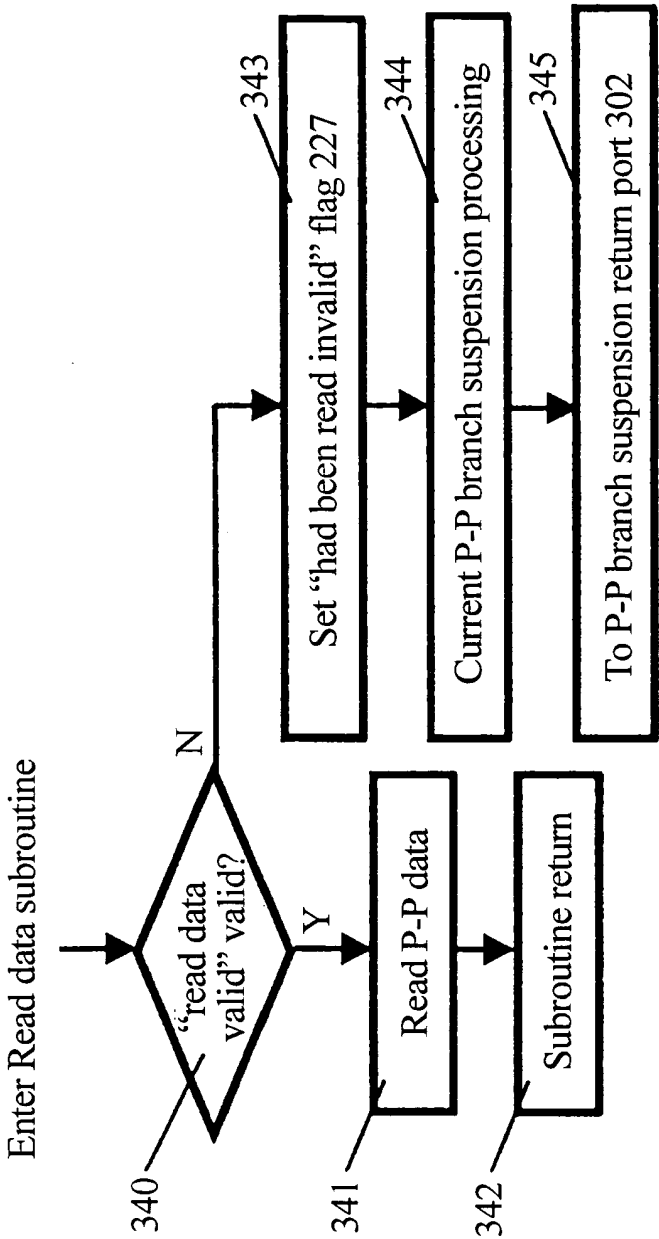 Enter Read data subroutine
340
“read data
valid” valid?
N
Y
341
Read P-P data
342
Subroutine return
343
Set “had been read invalid” flag 227
344
Current P-P branch suspension processing
345
To P-P branch suspension return port 302